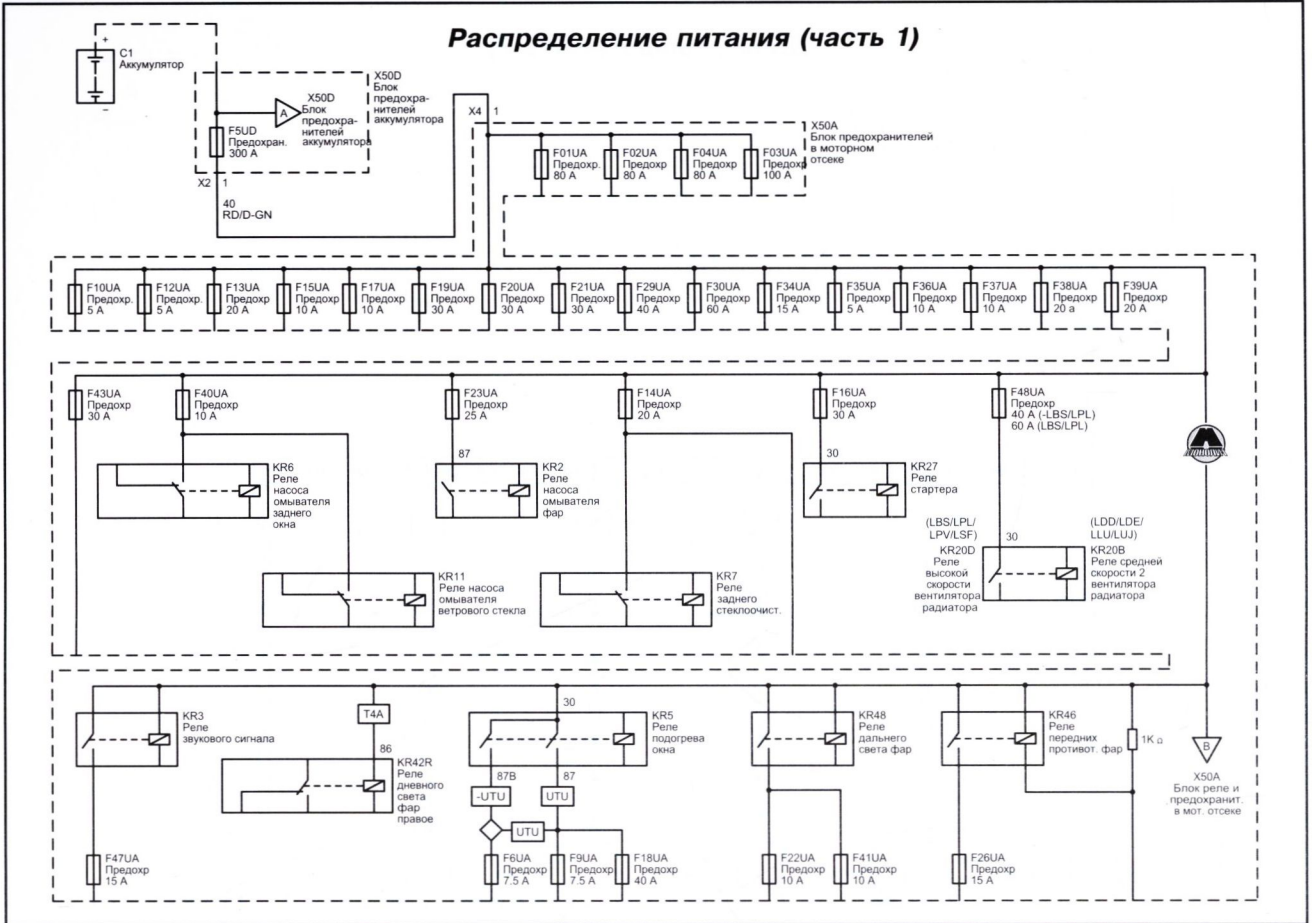 Распределение питания (часть 1)
+
C1
Аккумулятор
–
X50D
Блок
предохра-
нителей
аккумулятора
A
X50D
Блок
предохра-
нителей
аккумулятора
F5UD
Предохран.
300 A
X2
1
40
RD/D-GN
X4
1
X50A
Блок предохранителей
в моторном
отсеке
F01UA
Предохр.
80 A
F02UA
Предохр
80 A
F04UA
Предохр
80 A
F03UA
Предохр
100 A
F10UA
Предохр.
5 A
F12UA
Предохр.
5 A
F13UA
Предохр
20 A
F15UA
Предохр
10 A
F17UA
Предохр
10 A
F19UA
Предохр
30 A
F20UA
Предохр
30 A
F21UA
Предохр
30 A
F29UA
Предохр
40 A
F30UA
Предохр
60 A
F34UA
Предохр
15 A
F35UA
Предохр
5 A
F36UA
Предохр
10 A
F37UA
Предохр
10 A
F38UA
Предохр
20 а
F39UA
Предохр
20 A
F43UA
Предохр
30 A
F40UA
Предохр
10 A
F23UA
Предохр
25 A
F14UA
Предохр
20 A
F16UA
Предохр
30 A
F48UA
Предохр
40 A (-LBS/LPL)
60 A (LBS/LPL)
KR6
Реле
насоса
омывателя
заднего
окна
87
KR2
Реле
насоса
омывателя
фар
30
KR27
Реле
стартера
KR11
Реле насоса
омывателя
ветрового стекла
KR7
Реле
заднего
стеклоочист.
(LBS/LPL/
LPV/LSF)
KR20D
Реле
высокой
скорости
вентилятора
радиатора
30
(LDD/LDE/
LLU/LUJ)
KR20B
Реле средней
скорости 2
вентилятора
радиатора
KR3
Реле
звукового сигнала
T4A
86
KR42R
Реле
дневного
света
фар
правое
30
KR5
Реле
подогрева
окна
87B
87
-UTU
UTU
UTU
KR48
Реле
дальнего
света фар
KR46
Реле
передних
противот. фар
1K Ω
B
X50A
Блок реле и
предохранит.
в мот. отсеке
F47UA
Предохр
15 A
F6UA
Предохр
7.5 A
F9UA
Предохр
7.5 A
F18UA
Предохр
40 A
F22UA
Предохр
10 A
F41UA
Предохр
10 A
F26UA
Предохр
15 A